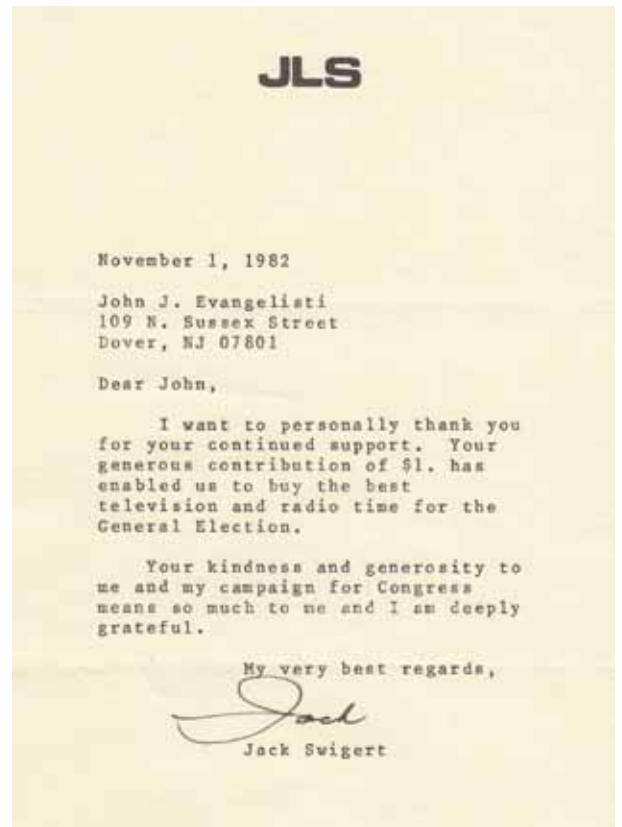 JLS
November 1, 1982
John J. Evangelisti
109 N. Sussex Street
Dover, NJ 07801
Dear John,
I want to personally thank you
for your continued support. Your
generous contribution of $1. has
enabled us to buy the best
television and radio time for the
General Election.
Your kindness and generosity to
me and my campaign for Congress
means so much to me and I am deeply
grateful.
My very best regards,
Jack
Jack Swigert